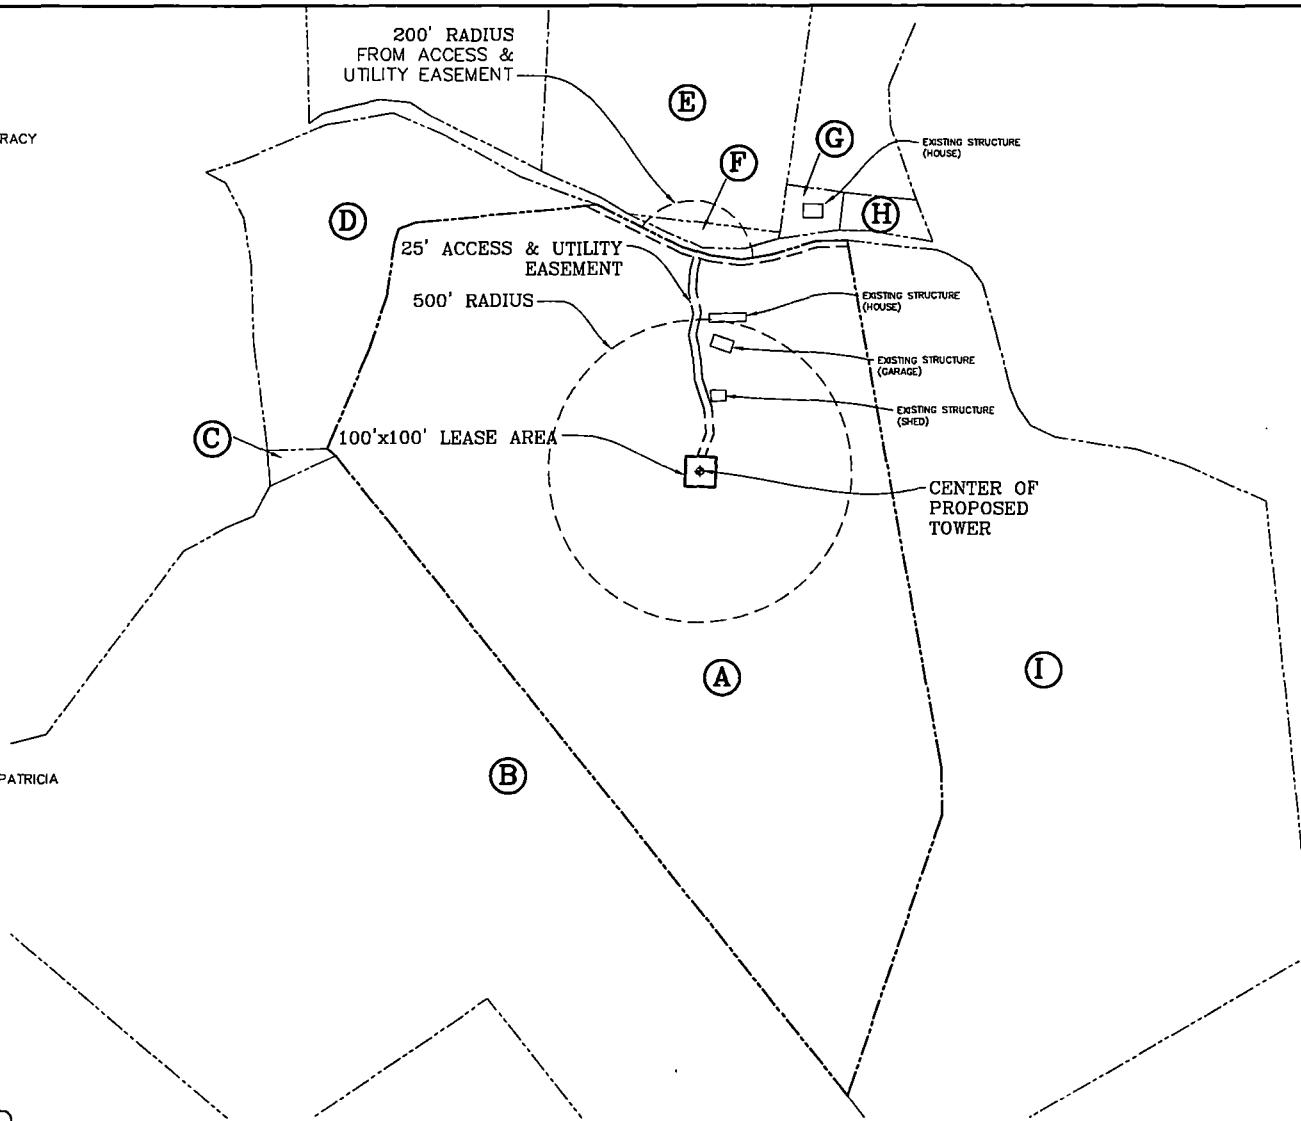 200' RADIUS
FROM ACCESS &
UTILITY EASEMENT
E
RACY
G
EXISTING STRUCTURE
(HOUSE)
F
D
H
25' ACCESS & UTILITY
EASEMENT
500' RADIUS
EXISTING STRUCTURE
(HOUSE)
EXISTING STRUCTURE
(GARAGE)
EXISTING STRUCTURE
(SHED)
C
100'x100' LEASE AREA
CENTER OF
PROPOSED
TOWER
A
I
B
PATRICIA